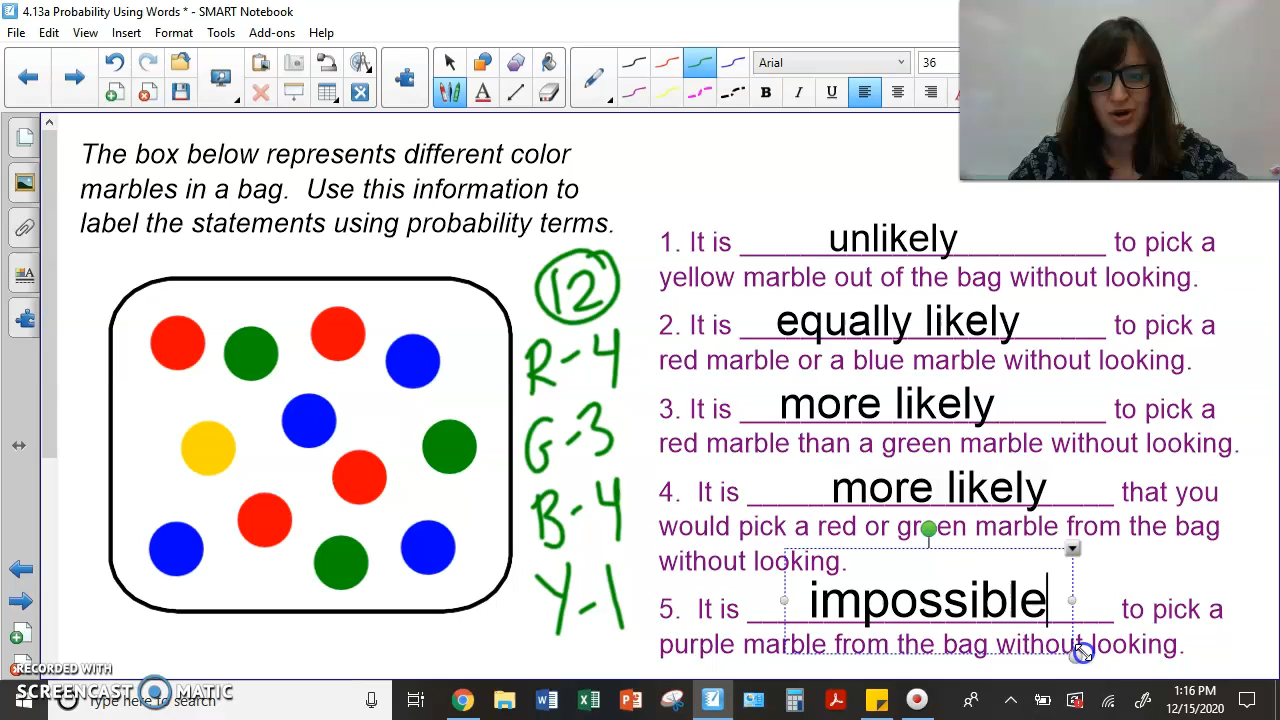 4.13a Probability Using Words * - SMART Notebook
File Edit View Insert Format Tools Add-ons Help
Arial 36
B I U
The box below represents different color
marbles in a bag. Use this information to
label the statements using probability terms.
12
R-4
G-3
B-4
Y-1
1. It is unlikely to pick a
yellow marble out of the bag without looking.
2. It is equally likely to pick a
red marble or a blue marble without looking.
3. It is more likely to pick a
red marble than a green marble without looking.
4. It is more likely that you
would pick a red or green marble from the bag
without looking.
5. It is impossible to pick a
purple marble from the bag without looking.
RECORDED WITH
SCREENCAST MATIC
Type here to search
1:16 PM
12/15/2020